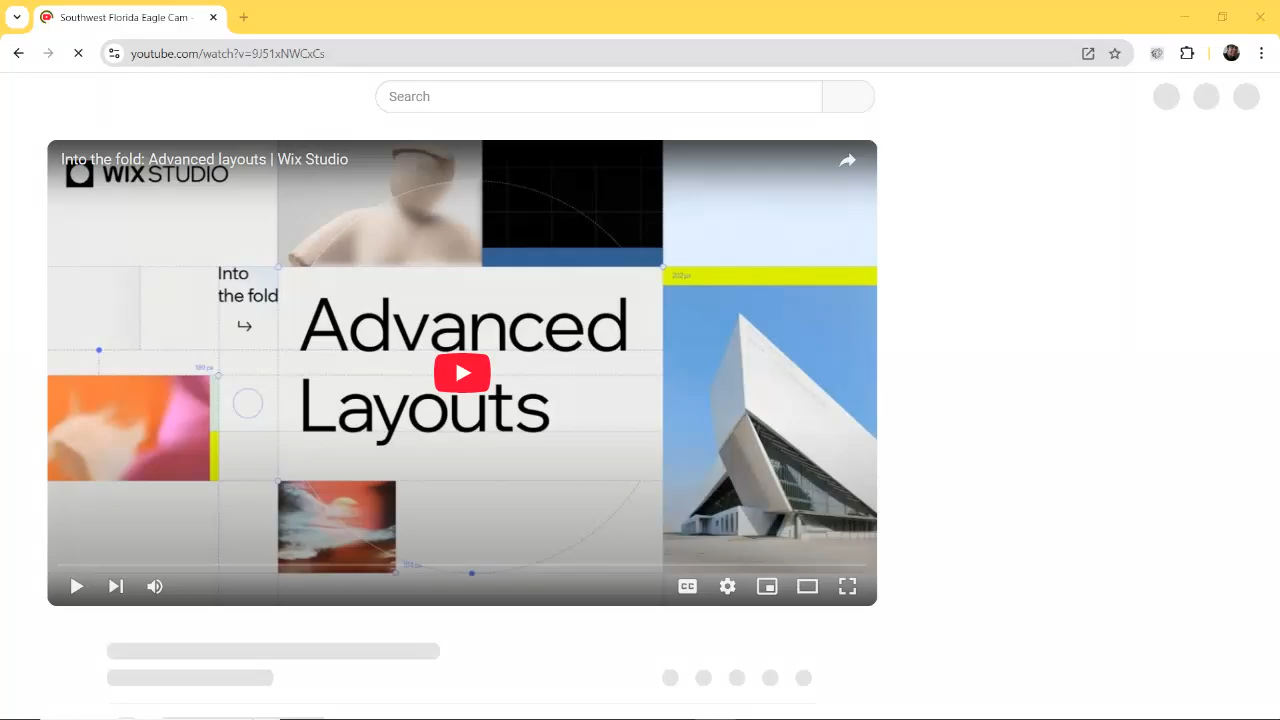 Southwest Florida Eagle Cam -
youtube.com/watch?v=9J51xNWCxCs
Search
Into the fold: Advanced layouts | Wix Studio
WIX STUDIO
Into
the fold
Advanced
Layouts
CC